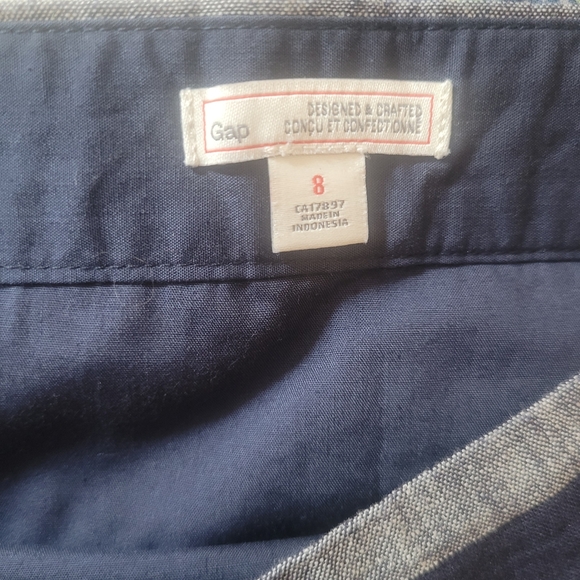 Gap
DESIGNED & CRAFTED
CONÇU ET CONFECTIONNÉ
8
CA17897
MADE IN
INDONESIA